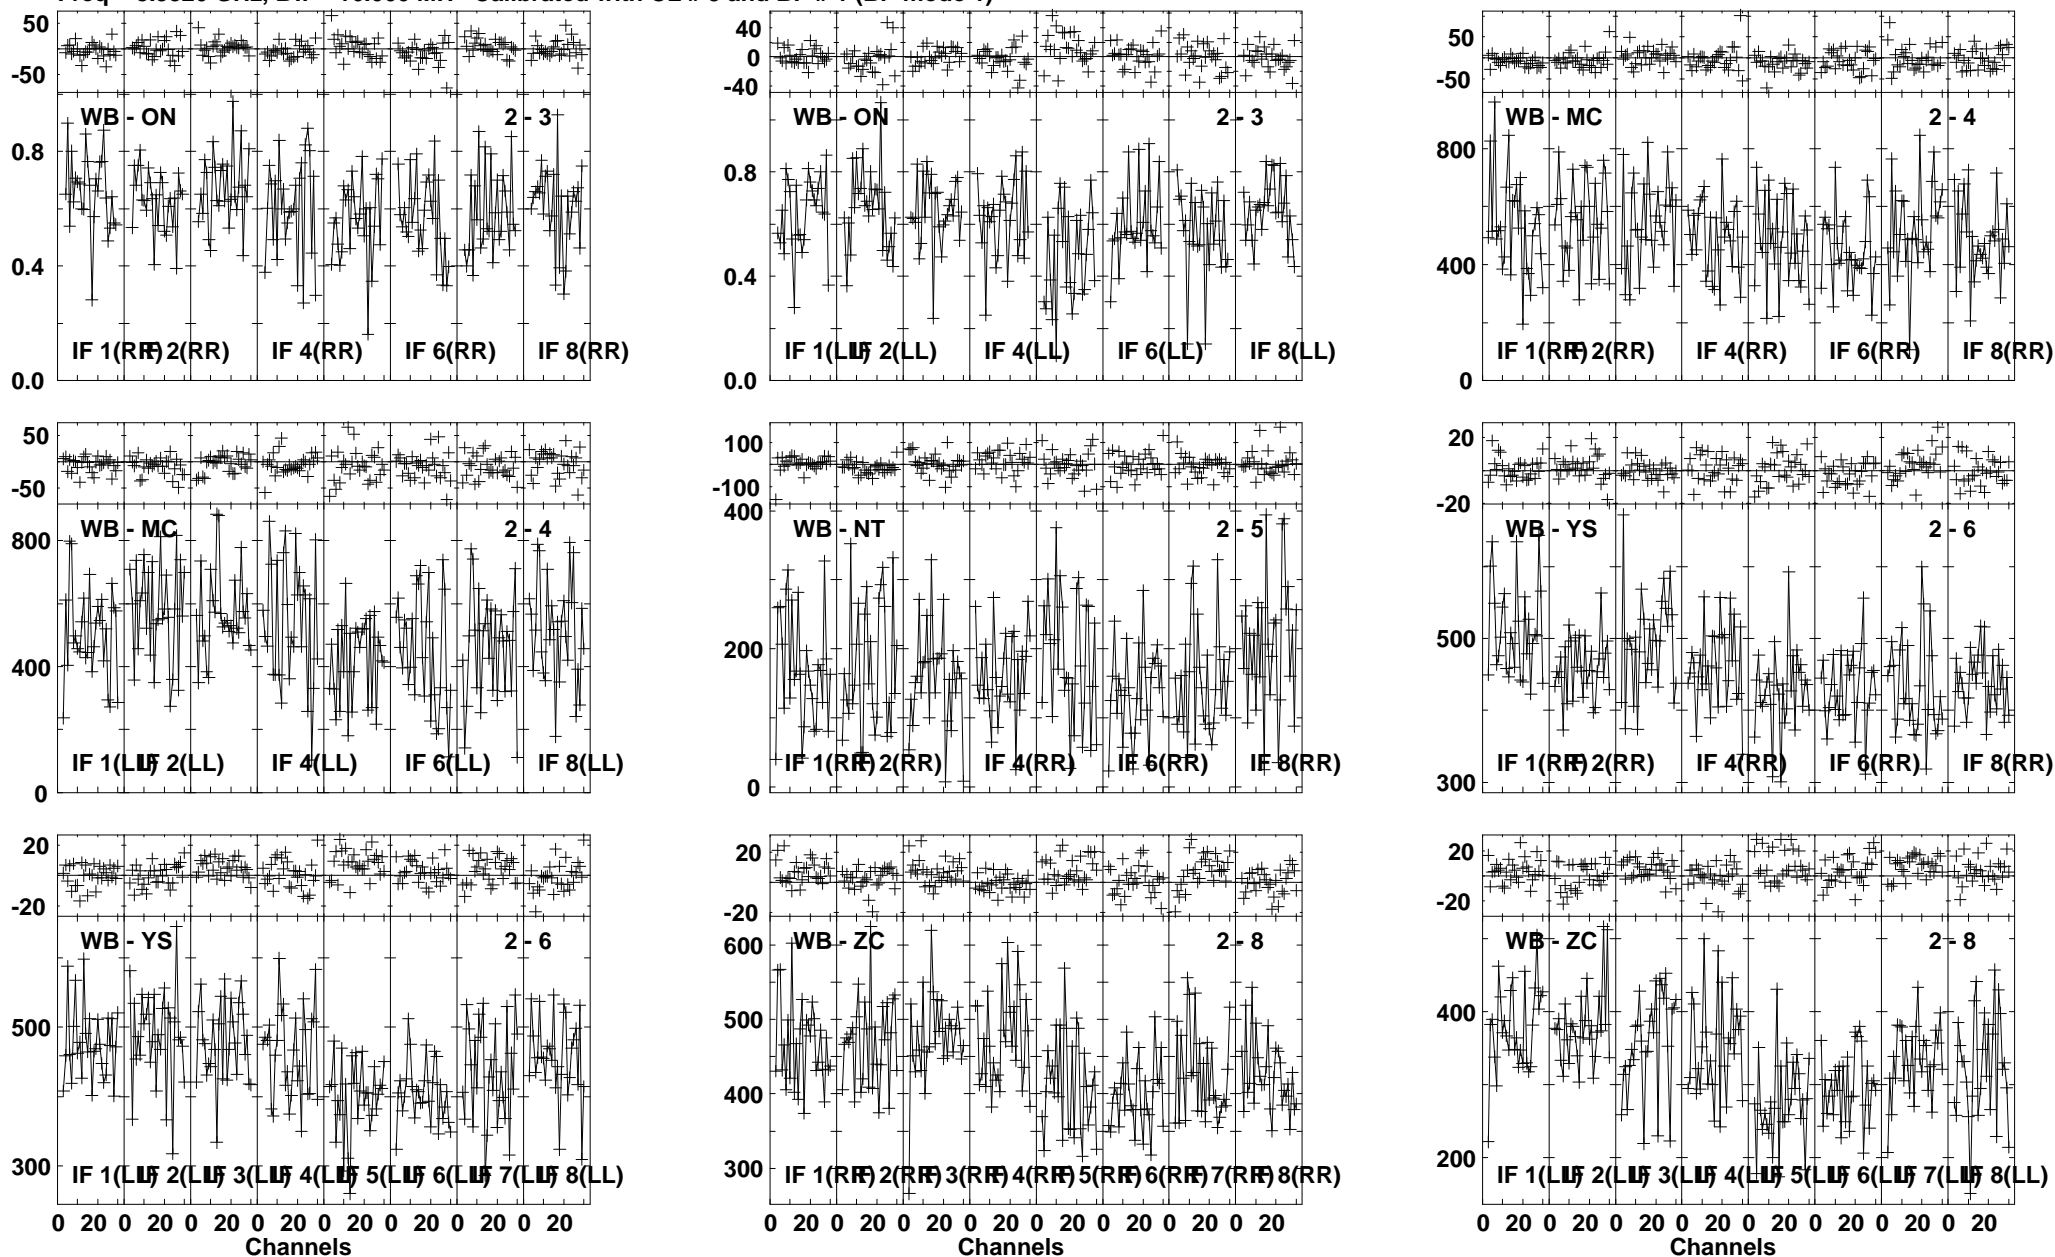 50
-50
WB - ON 2 - 3
0.8
0.4
0.0
IF 1(RR) IF 2(RR) IF 4(RR) IF 6(RR) IF 8(RR)
40
0
-40
WB - ON 2 - 3
0.8
0.4
0.0
IF 1(LL) IF 2(LL) IF 4(LL) IF 6(LL) IF 8(LL)
50
-50
WB - MC 2 - 4
800
400
0
IF 1(RR) IF 2(RR) IF 4(RR) IF 6(RR) IF 8(RR)
50
-50
WB - MC 2 - 4
800
400
0
IF 1(LL) IF 2(LL) IF 4(LL) IF 6(LL) IF 8(LL)
100
-100
400
WB - NT 2 - 5
200
0
IF 1(RR) IF 2(RR) IF 4(RR) IF 6(RR) IF 8(RR)
20
-20
WB - YS 2 - 6
500
300
IF 1(RR) IF 2(RR) IF 4(RR) IF 6(RR) IF 8(RR)
20
-20
WB - YS 2 - 6
500
300
IF 1(LL) IF 2(LL) IF 3(LL) IF 4(LL) IF 5(LL) IF 6(LL) IF 7(LL) IF 8(LL)
0 20 0 20 0 20 0 20 0 20 0 20 0 20 0 20
Channels
20
-20
WB - ZC 2 - 8
600
500
400
300
IF 1(RR) IF 2(RR) IF 3(RR) IF 4(RR) IF 5(RR) IF 6(RR) IF 7(RR) IF 8(RR)
0 20 0 20 0 20 0 20 0 20 0 20 0 20 0 20
Channels
20
-20
WB - ZC 2 - 8
400
200
IF 1(LL) IF 2(LL) IF 3(LL) IF 4(LL) IF 5(LL) IF 6(LL) IF 7(LL) IF 8(LL)
0 20 0 20 0 20 0 20 0 20 0 20 0 20 0 20
Channels